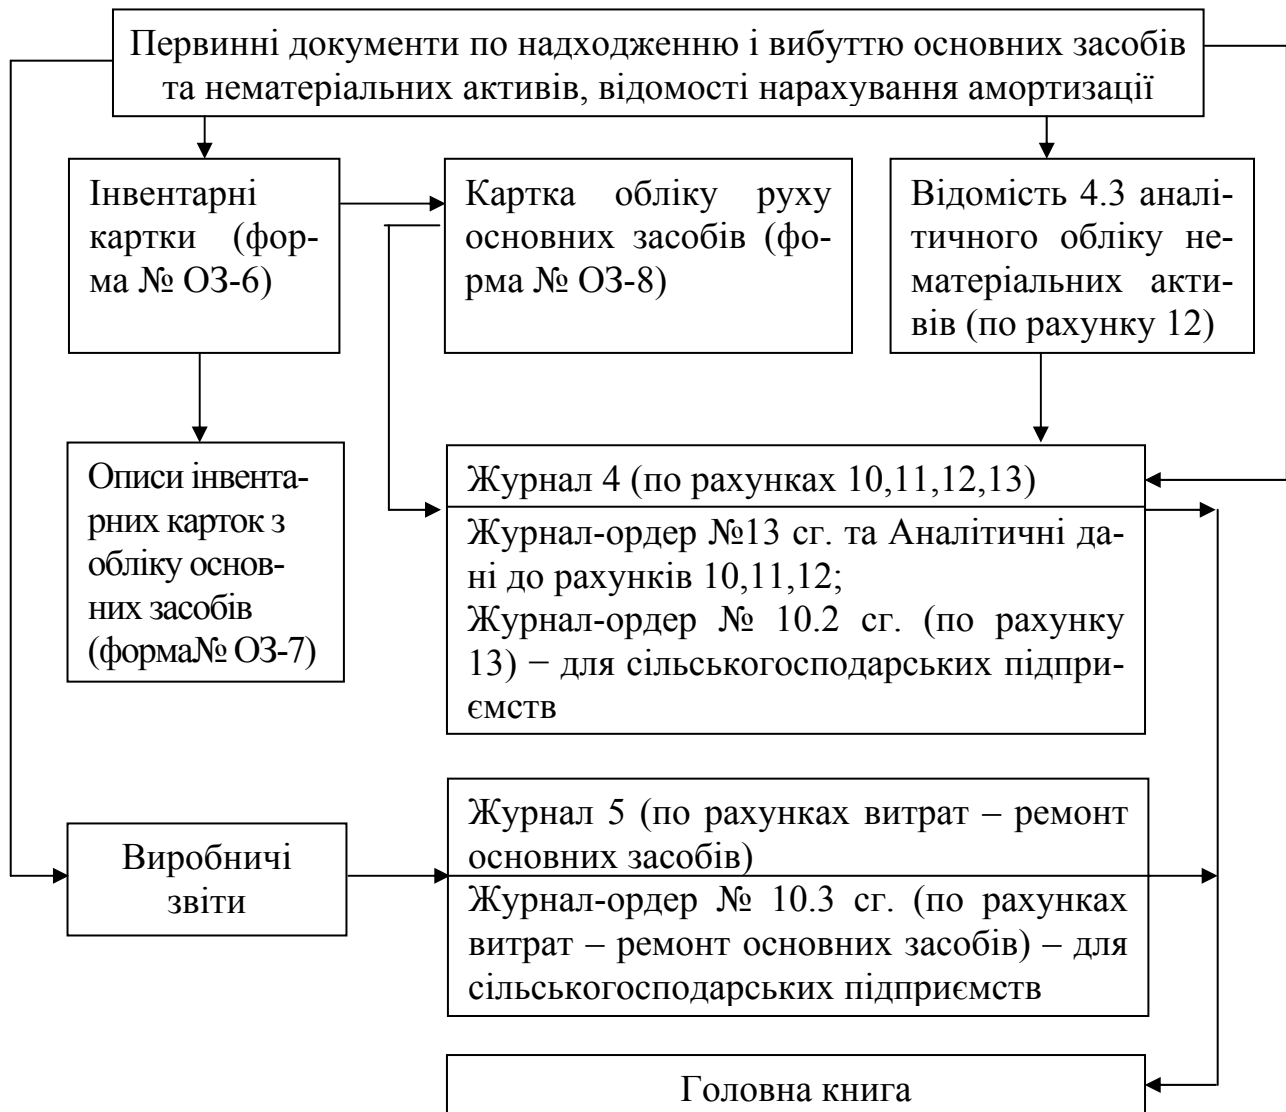 Первинні документи по надходженню і вибуттю основних засобів
та нематеріальних активів, відомості нарахування амортизації
Інвентарні
картки (фор-
ма № ОЗ-6)
Картка обліку руху
основних засобів (фо-
рма № ОЗ-8)
Відомість 4.3 аналі-
тичного обліку не-
матеріальних акти-
вів (по рахунку 12)
Описи інвента-
рних карток з
обліку основ-
них засобів
(форма№ ОЗ-7)
Журнал 4 (по рахунках 10,11,12,13)
Журнал-ордер №13 сг. та Аналітичні да-
ні до рахунків 10,11,12;
Журнал-ордер № 10.2 сг. (по рахунку
13) − для сільськогосподарських підпри-
ємств
Виробничі
звіти
Журнал 5 (по рахунках витрат – ремонт
основних засобів)
Журнал-ордер № 10.3 сг. (по рахунках
витрат – ремонт основних засобів) – для
сільськогосподарських підприємств
Головна книга